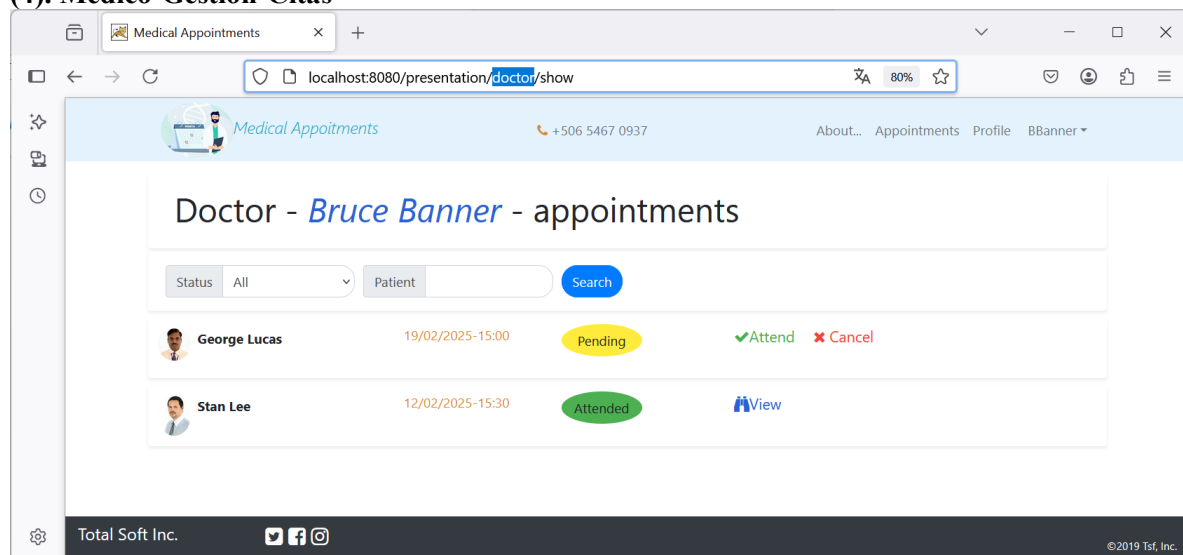 (4). Médico-Gestión-Citas
Medical Appointments
localhost:8080/presentation/doctor/show 80%
Medical Appoitments +506 5467 0937 About... Appointments Profile BBanner
Doctor - Bruce Banner - appointments
Status All Patient Search
George Lucas 19/02/2025-15:00 Pending Attend Cancel
Stan Lee 12/02/2025-15:30 Attended View
Total Soft Inc. ©2019 Tsf, Inc.